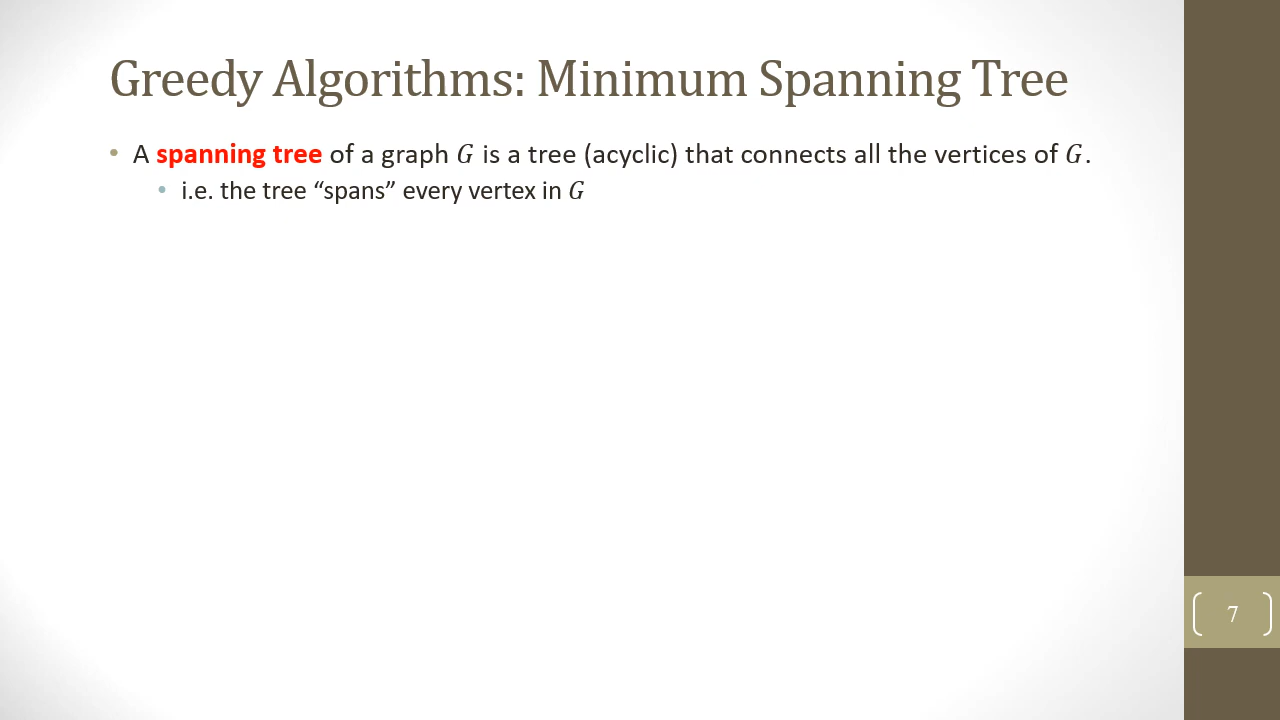 Greedy Algorithms: Minimum Spanning Tree
• A spanning tree of a graph G is a tree (acyclic) that connects all the vertices of G.
• i.e. the tree “spans” every vertex in G
7